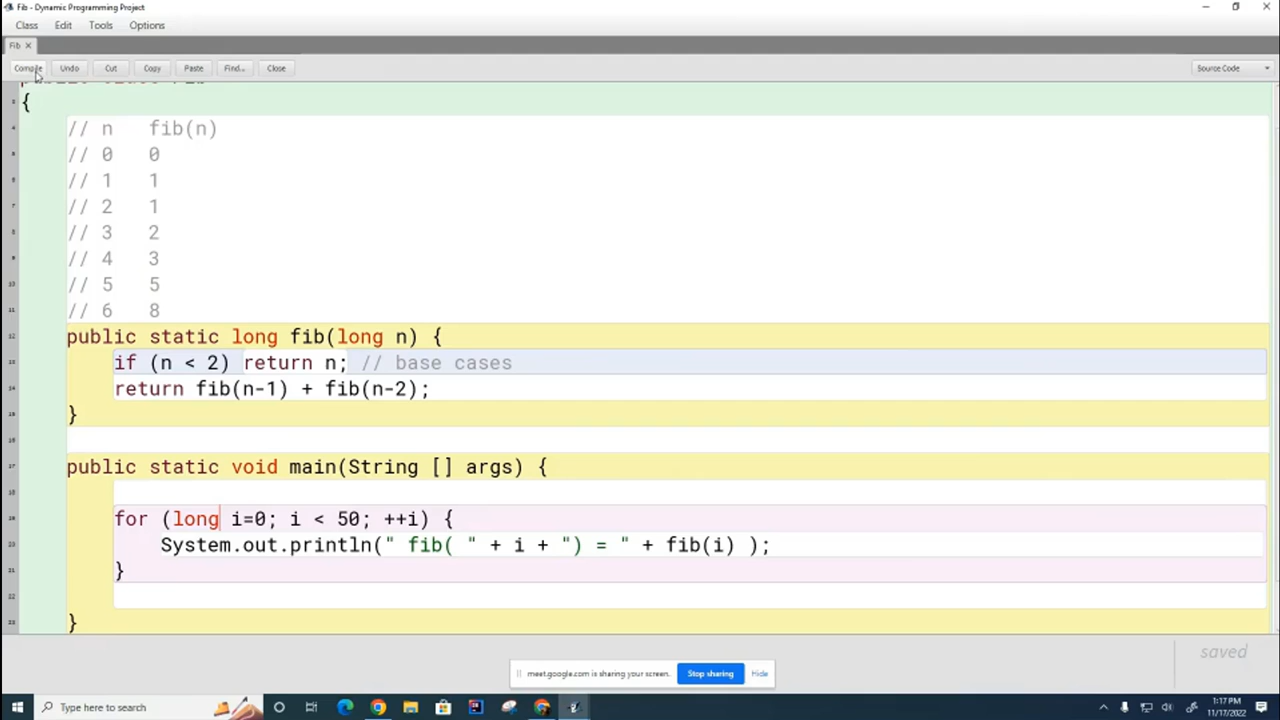 Fib - Dynamic Programming Project
Class Edit Tools Options
Fib ×
Compile Undo Cut Copy Paste Find... Close Source Code
{
// n fib(n)
// 0 0
// 1 1
// 2 1
// 3 2
// 4 3
// 5 5
// 6 8
public static long fib(long n) {
if (n < 2) return n; // base cases
return fib(n-1) + fib(n-2);
}
public static void main(String [] args) {
for (long i=0; i < 50; ++i) {
System.out.println(" fib( " + i + ") = " + fib(i) );
}
}
saved
meet.google.com is sharing your screen. Stop sharing Hide
Type here to search
1:17 PM
11/17/2022